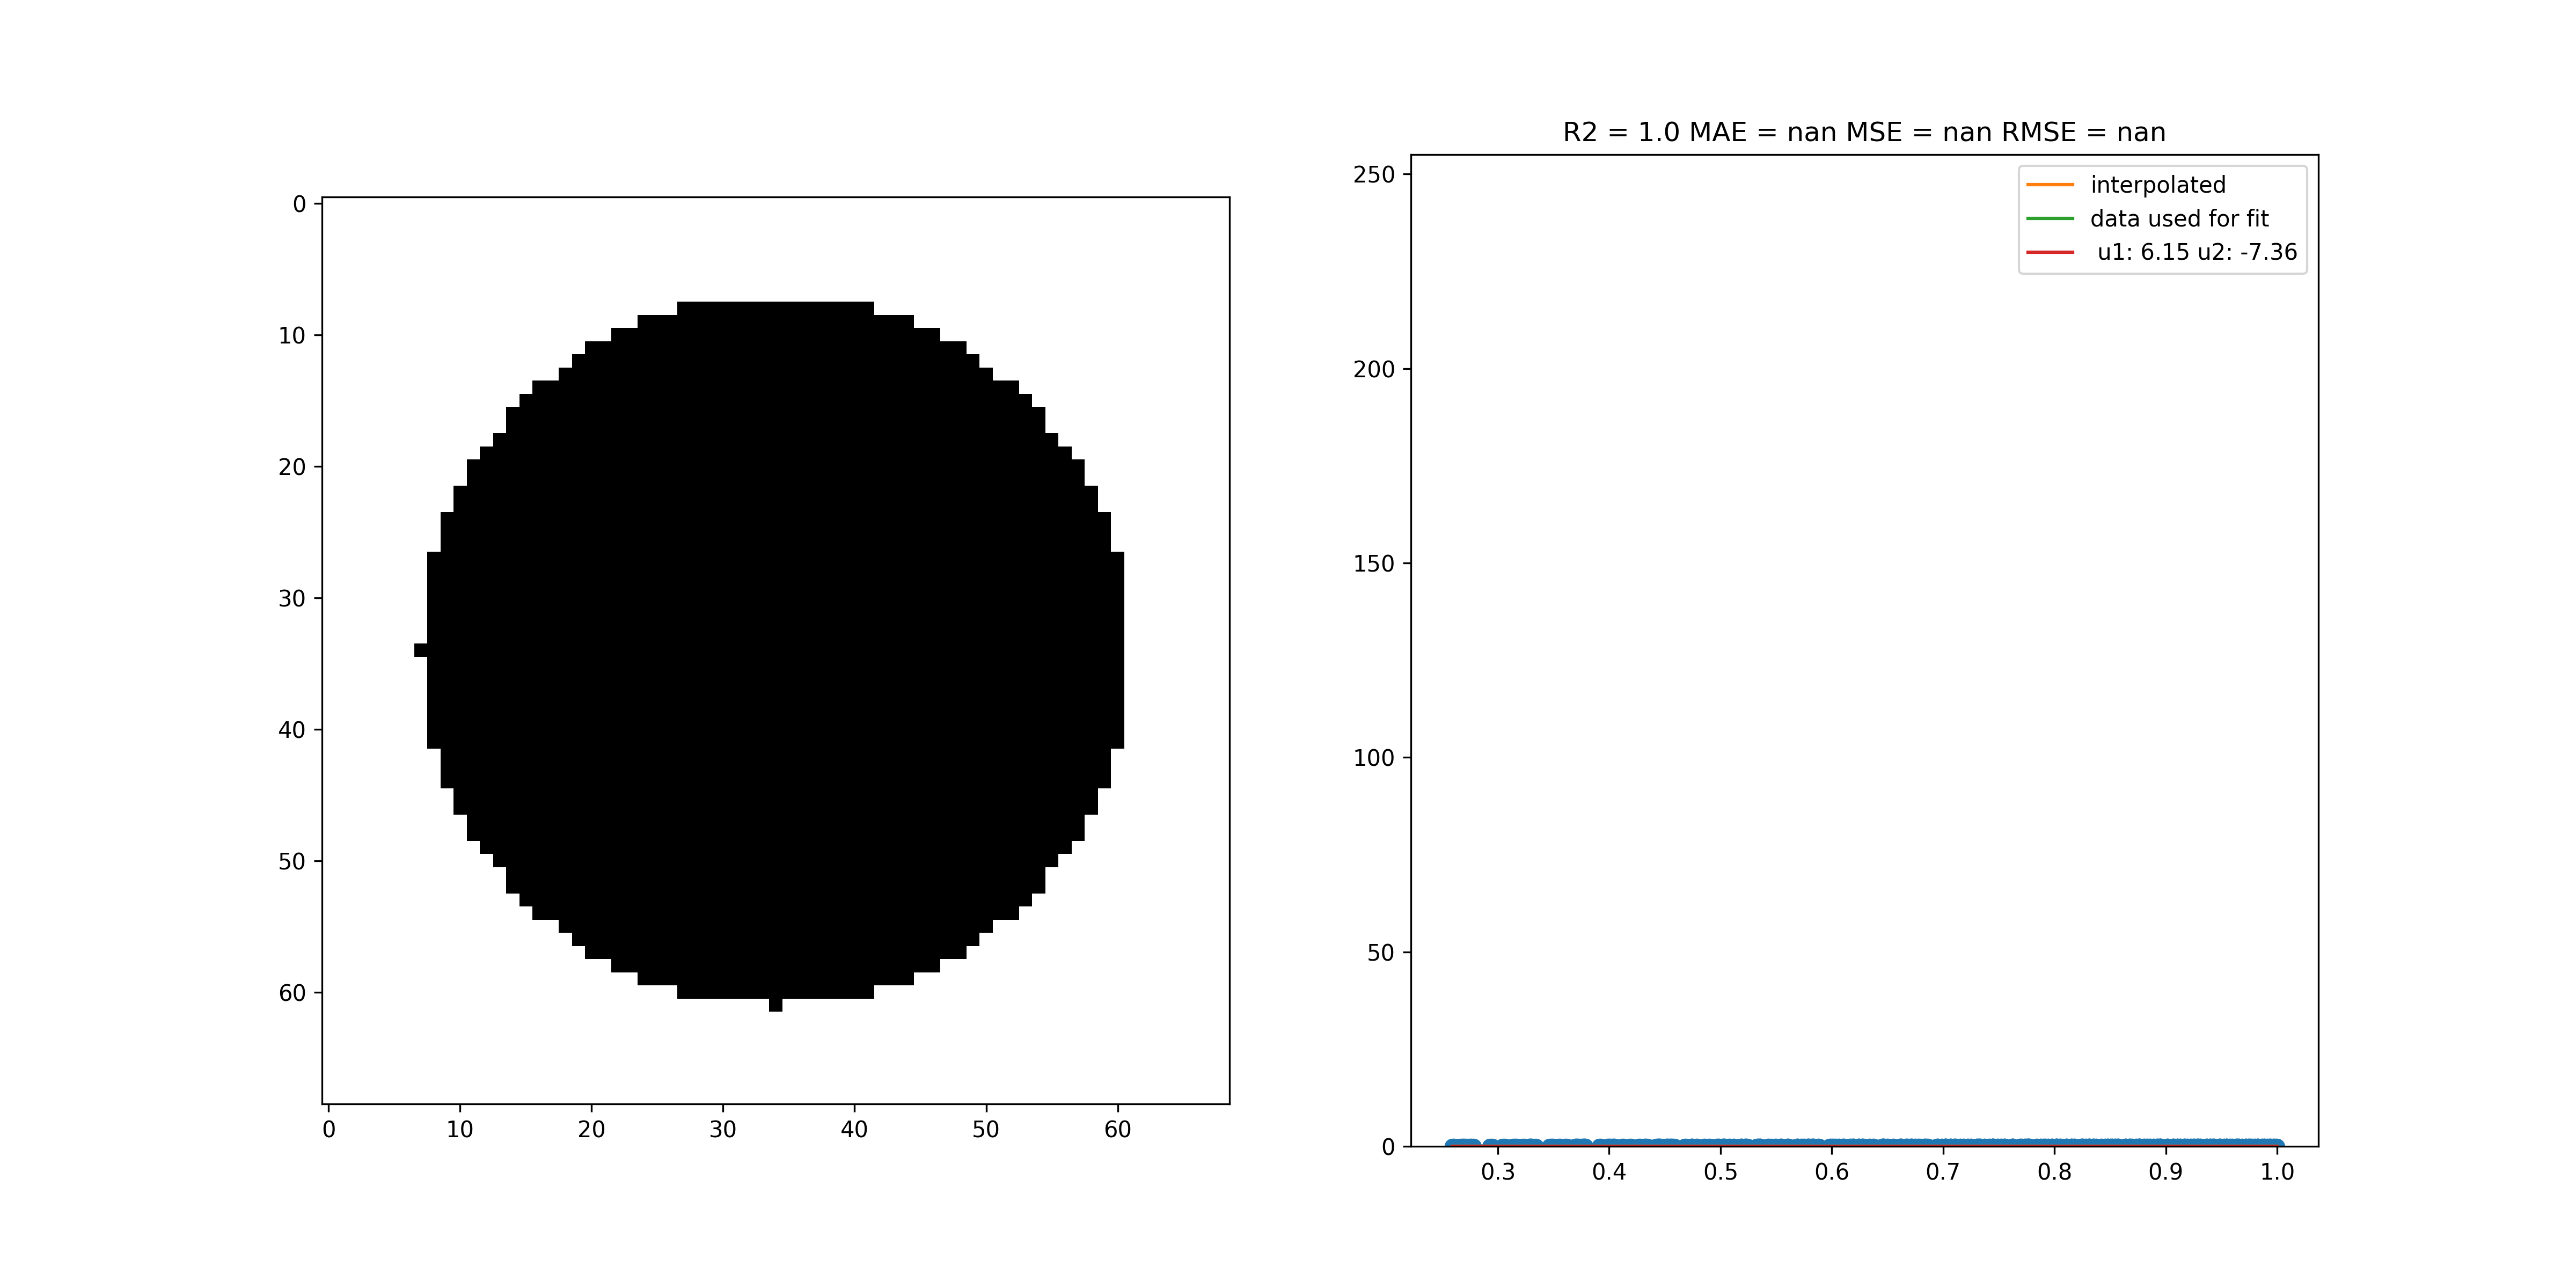 R2 = 1.0 MAE = nan MSE = nan RMSE = nan
0
10
20
30
40
50
60
0 10 20 30 40 50 60
250
200
150
100
50
0
0.3 0.4 0.5 0.6 0.7 0.8 0.9 1.0
interpolated
data used for fit
u1: 6.15 u2: -7.36